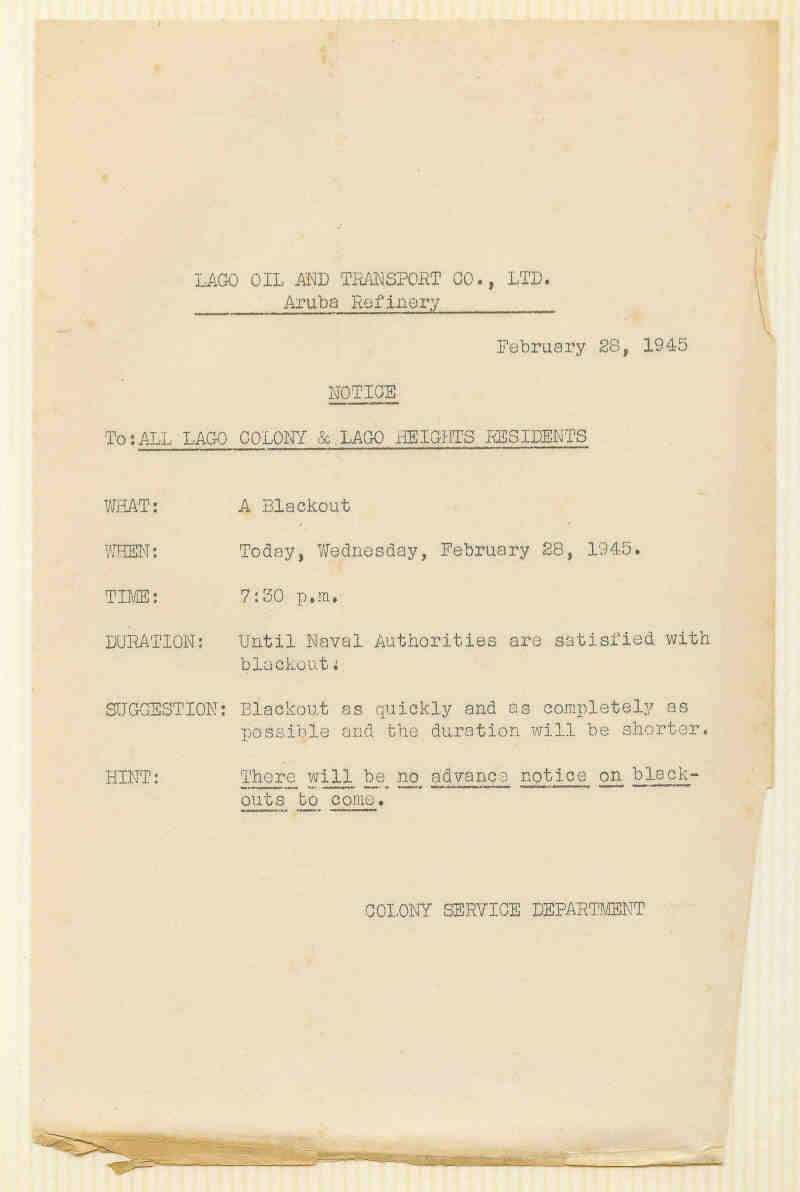 LAGO OIL AND TRANSPORT CO., LTD.
Aruba Refinery
February 28, 1945
NOTICE
To: ALL LAGO COLONY & LAGO HEIGHTS RESIDENTS
WHAT: A Blackout
WHEN: Today, Wednesday, February 28, 1945.
TIME: 7:30 p.m.
DURATION: Until Naval Authorities are satisfied with
blackout.
SUGGESTION: Blackout as quickly and as completely as
possible and the duration will be shorter.
HINT: There will be no advance notice on black-
outs to come.
COLONY SERVICE DEPARTMENT